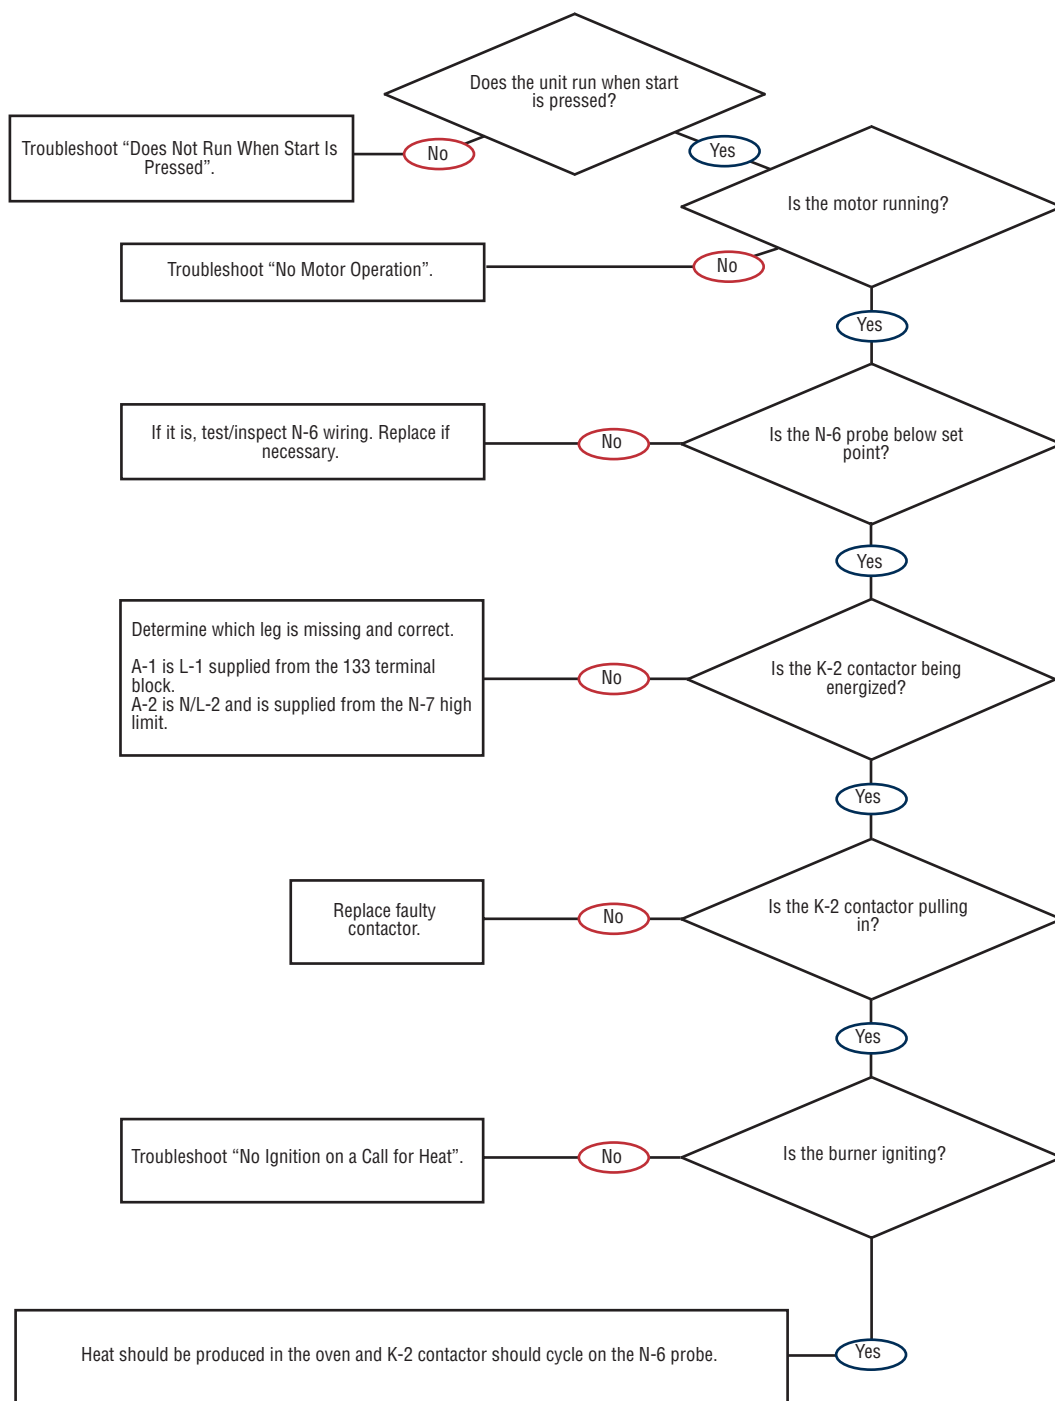 Does the unit run when start
is pressed?
Troubleshoot “Does Not Run When Start Is
Pressed”.
No
Yes
Is the motor running?
Troubleshoot “No Motor Operation”.
No
Yes
If it is, test/inspect N-6 wiring. Replace if
necessary.
No
Is the N-6 probe below set
point?
Yes
Determine which leg is missing and correct.
A-1 is L-1 supplied from the 133 terminal
block.
A-2 is N/L-2 and is supplied from the N-7 high
limit.
No
Is the K-2 contactor being
energized?
Yes
Replace faulty
contactor.
No
Is the K-2 contactor pulling
in?
Yes
Troubleshoot “No Ignition on a Call for Heat”.
No
Is the burner igniting?
Heat should be produced in the oven and K-2 contactor should cycle on the N-6 probe.
Yes